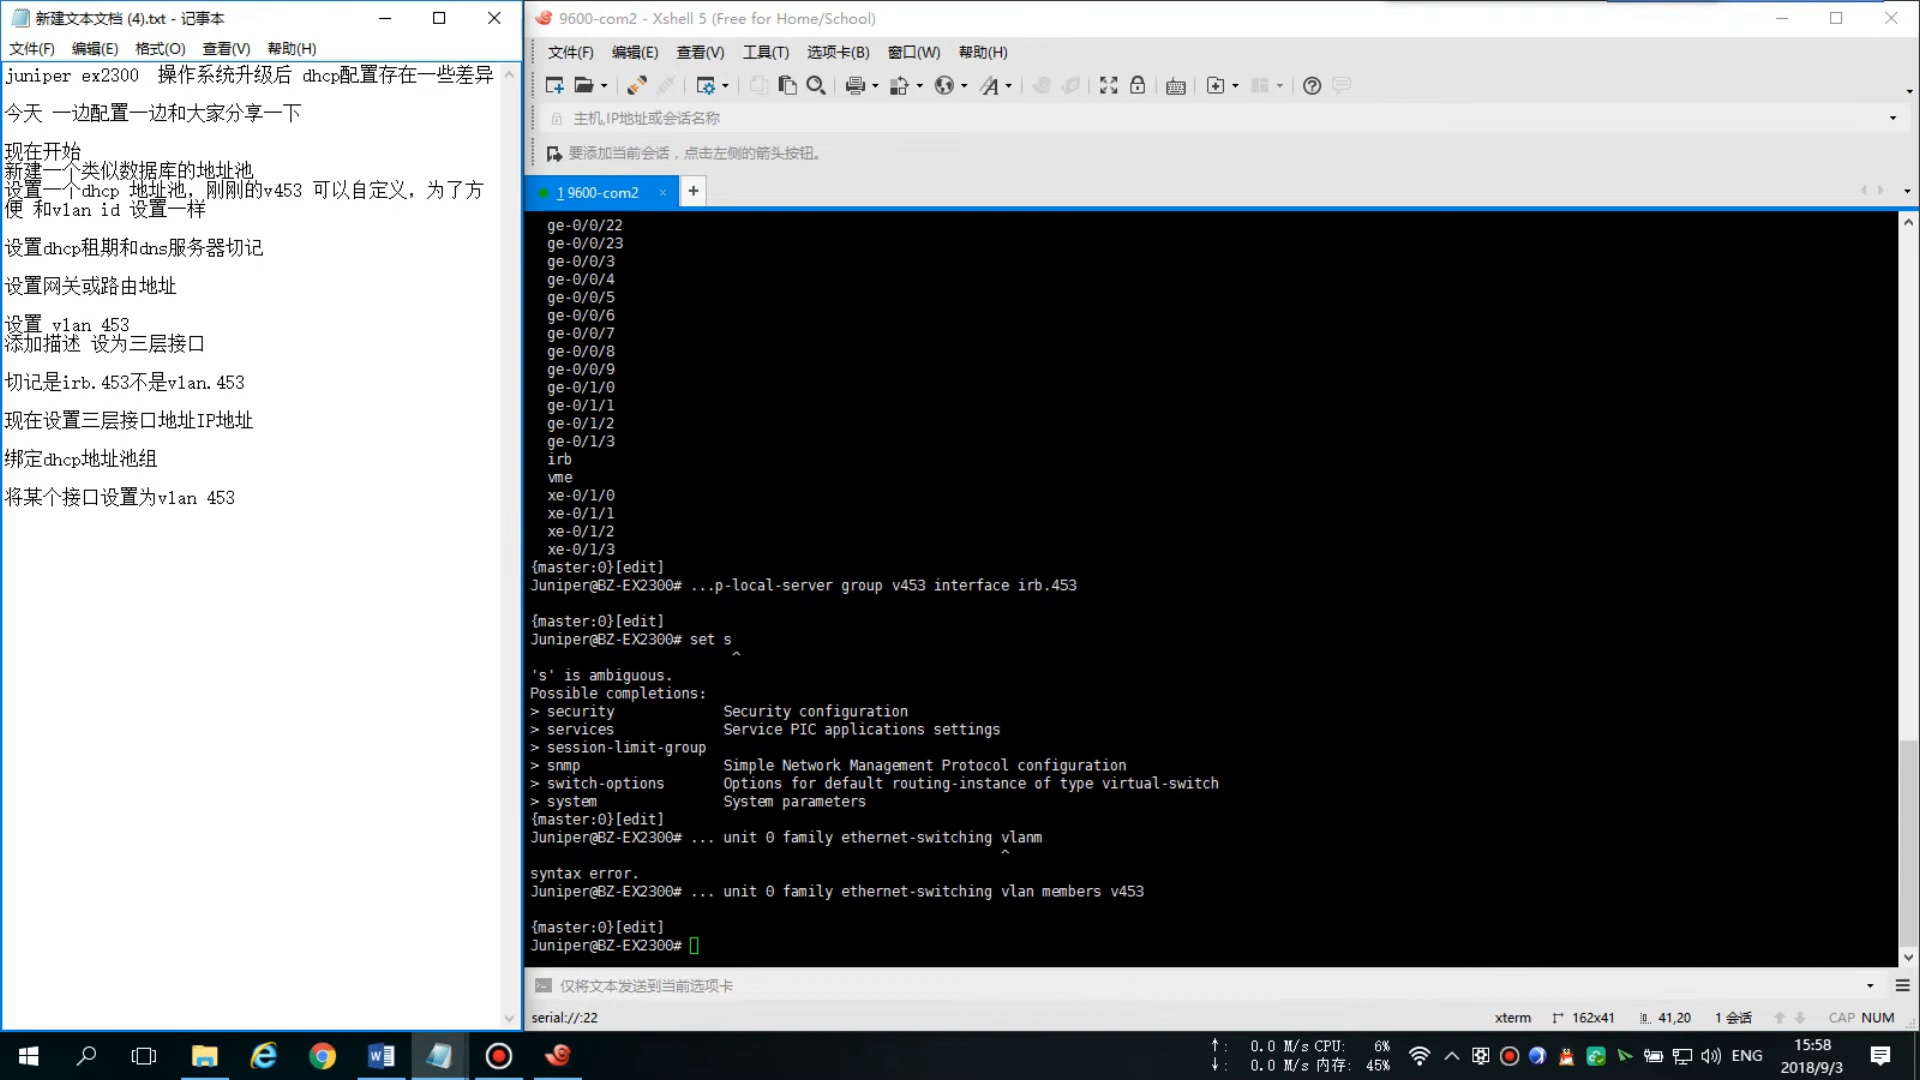 新建文本文档 (4).txt - 记事本
文件(F) 编辑(E) 格式(O) 查看(V) 帮助(H)
juniper ex2300 操作系统升级后 dhcp配置存在一些差异
今天 一边配置一边和大家分享一下
现在开始
新建一个类似数据库的地址池
设置一个dhcp 地址池，刚刚的v453 可以自定义，为了方
便 和vlan id 设置一样
设置dhcp租期和dns服务器切记
设置网关或路由地址
设置 vlan 453
添加描述 设为三层接口
切记是irb.453不是vlan.453
现在设置三层接口地址IP地址
绑定dhcp地址池组
将某个接口设置为vlan 453
9600-com2 - Xshell 5 (Free for Home/School)
文件(F) 编辑(E) 查看(V) 工具(T) 选项卡(B) 窗口(W) 帮助(H)
主机,IP地址或会话名称
要添加当前会话，点击左侧的箭头按钮。
1 9600-com2 × +
ge-0/0/22
ge-0/0/23
ge-0/0/3
ge-0/0/4
ge-0/0/5
ge-0/0/6
ge-0/0/7
ge-0/0/8
ge-0/0/9
ge-0/1/0
ge-0/1/1
ge-0/1/2
ge-0/1/3
irb
vme
xe-0/1/0
xe-0/1/1
xe-0/1/2
xe-0/1/3
{master:0}[edit]
Juniper@BZ-EX2300# ...p-local-server group v453 interface irb.453
{master:0}[edit]
Juniper@BZ-EX2300# set s
^
's' is ambiguous.
Possible completions:
> security Security configuration
> services Service PIC applications settings
> session-limit-group
> snmp Simple Network Management Protocol configuration
> switch-options Options for default routing-instance of type virtual-switch
> system System parameters
{master:0}[edit]
Juniper@BZ-EX2300# ... unit 0 family ethernet-switching vlanm
^
syntax error.
Juniper@BZ-EX2300# ... unit 0 family ethernet-switching vlan members v453
{master:0}[edit]
Juniper@BZ-EX2300#
仅将文本发送到当前选项卡
serial://:22 xterm 162x41 41,20 1 会话 CAP NUM
↑: 0.0 M/s CPU: 6%
↓: 0.0 M/s 内存: 45%
ENG
15:58
2018/9/3